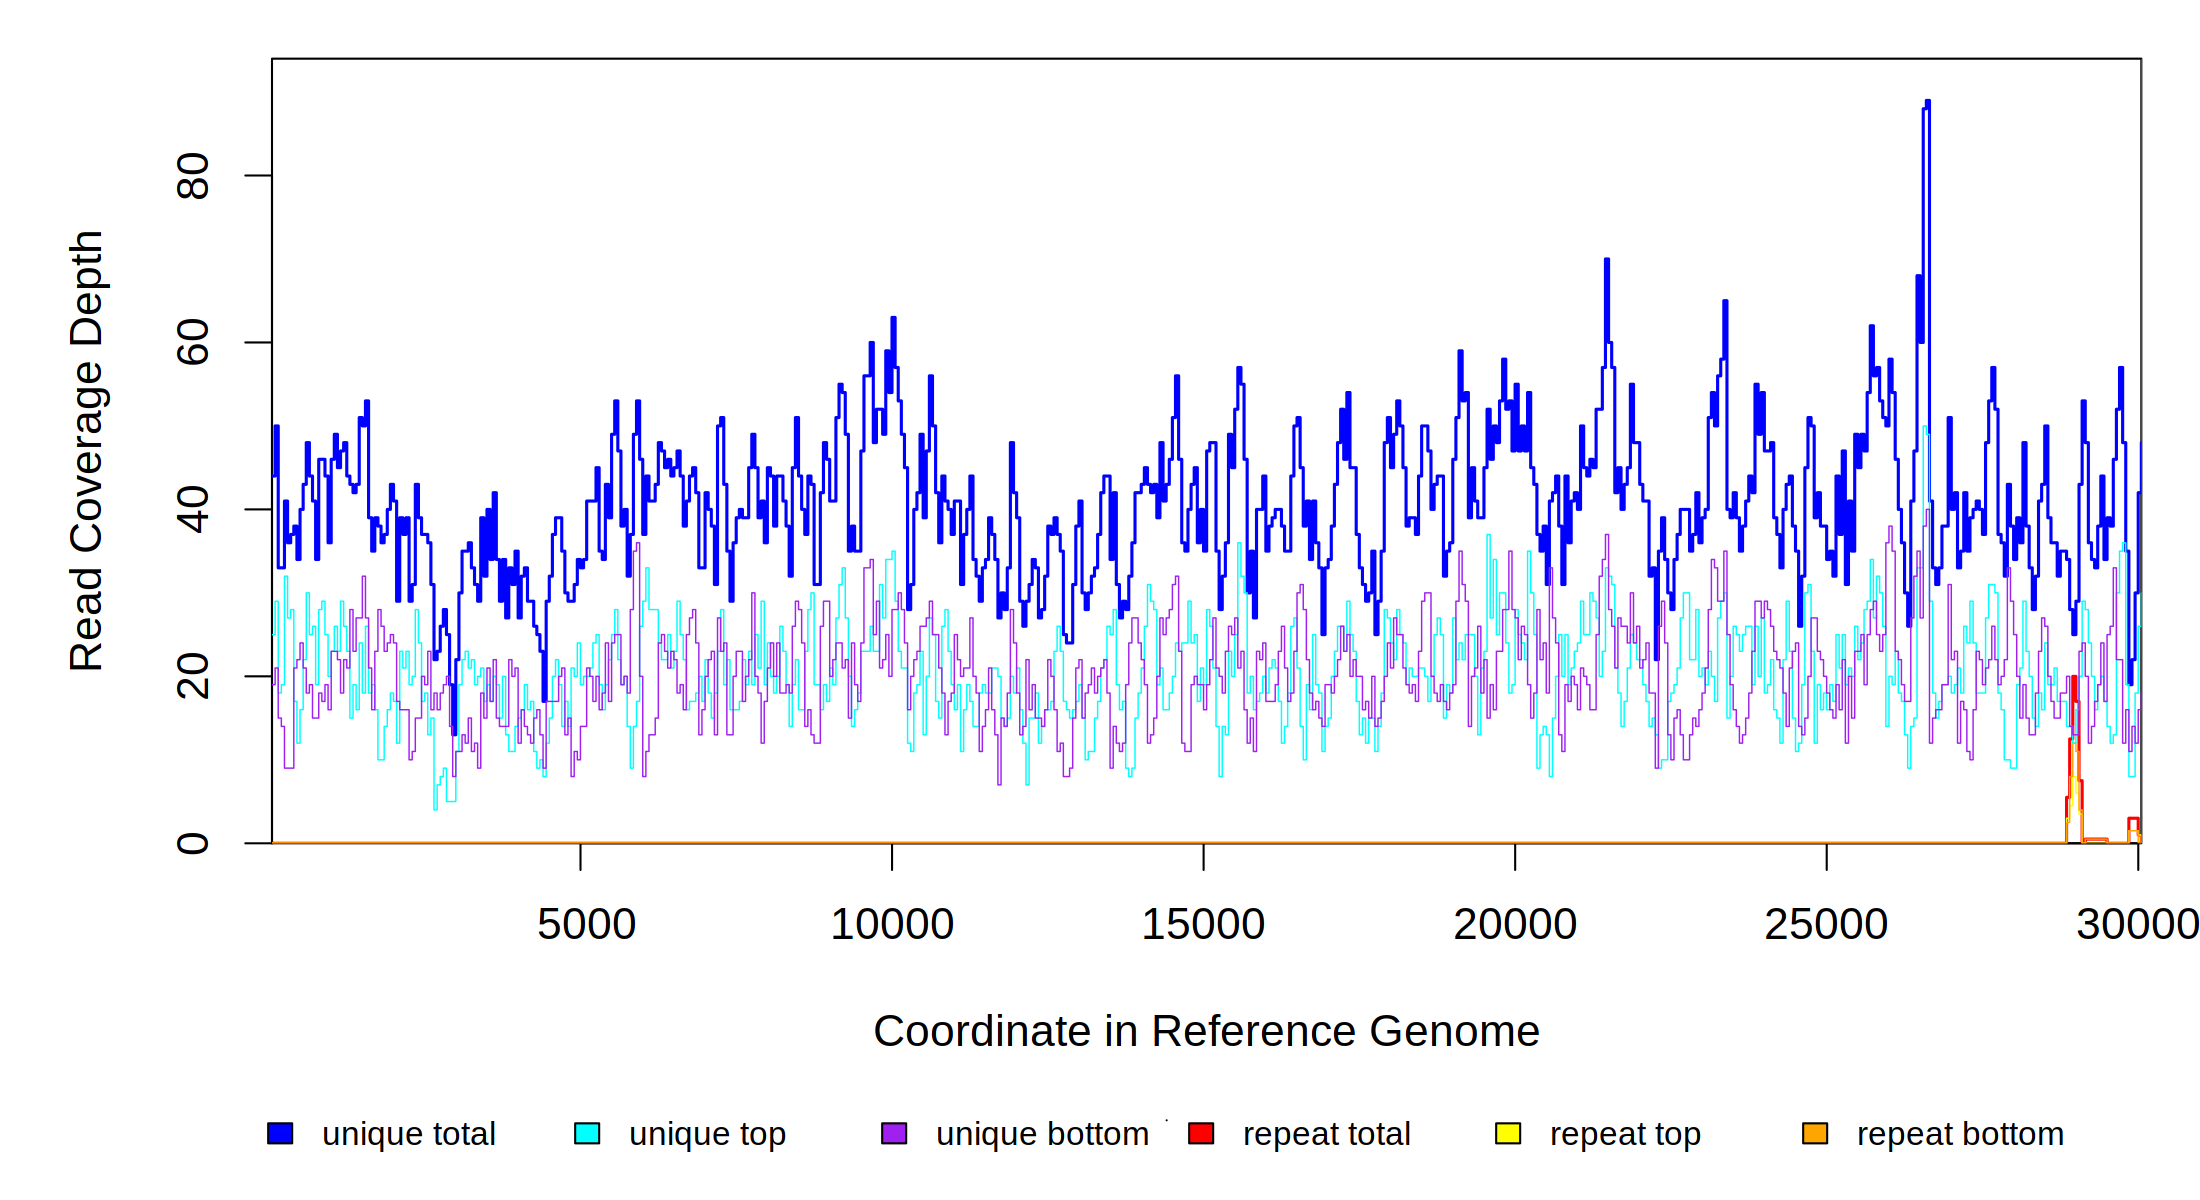 Read Coverage Depth
80
60
40
20
0
5000 10000 15000 20000 25000 30000
Coordinate in Reference Genome
unique total unique top unique bottom repeat total repeat top repeat bottom